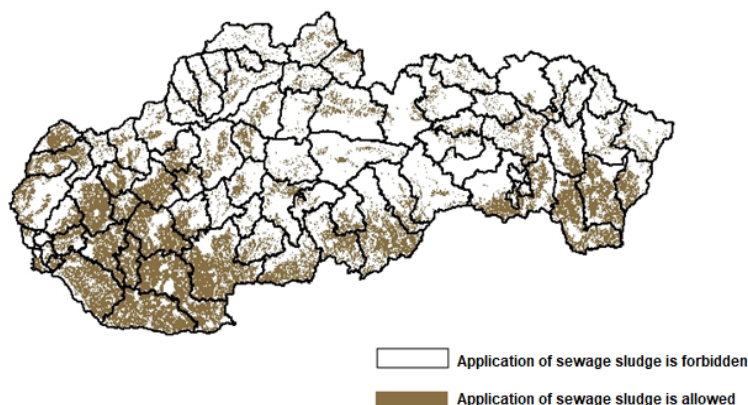 Application of sewage sludge is forbidden
Application of sewage sludge is allowed